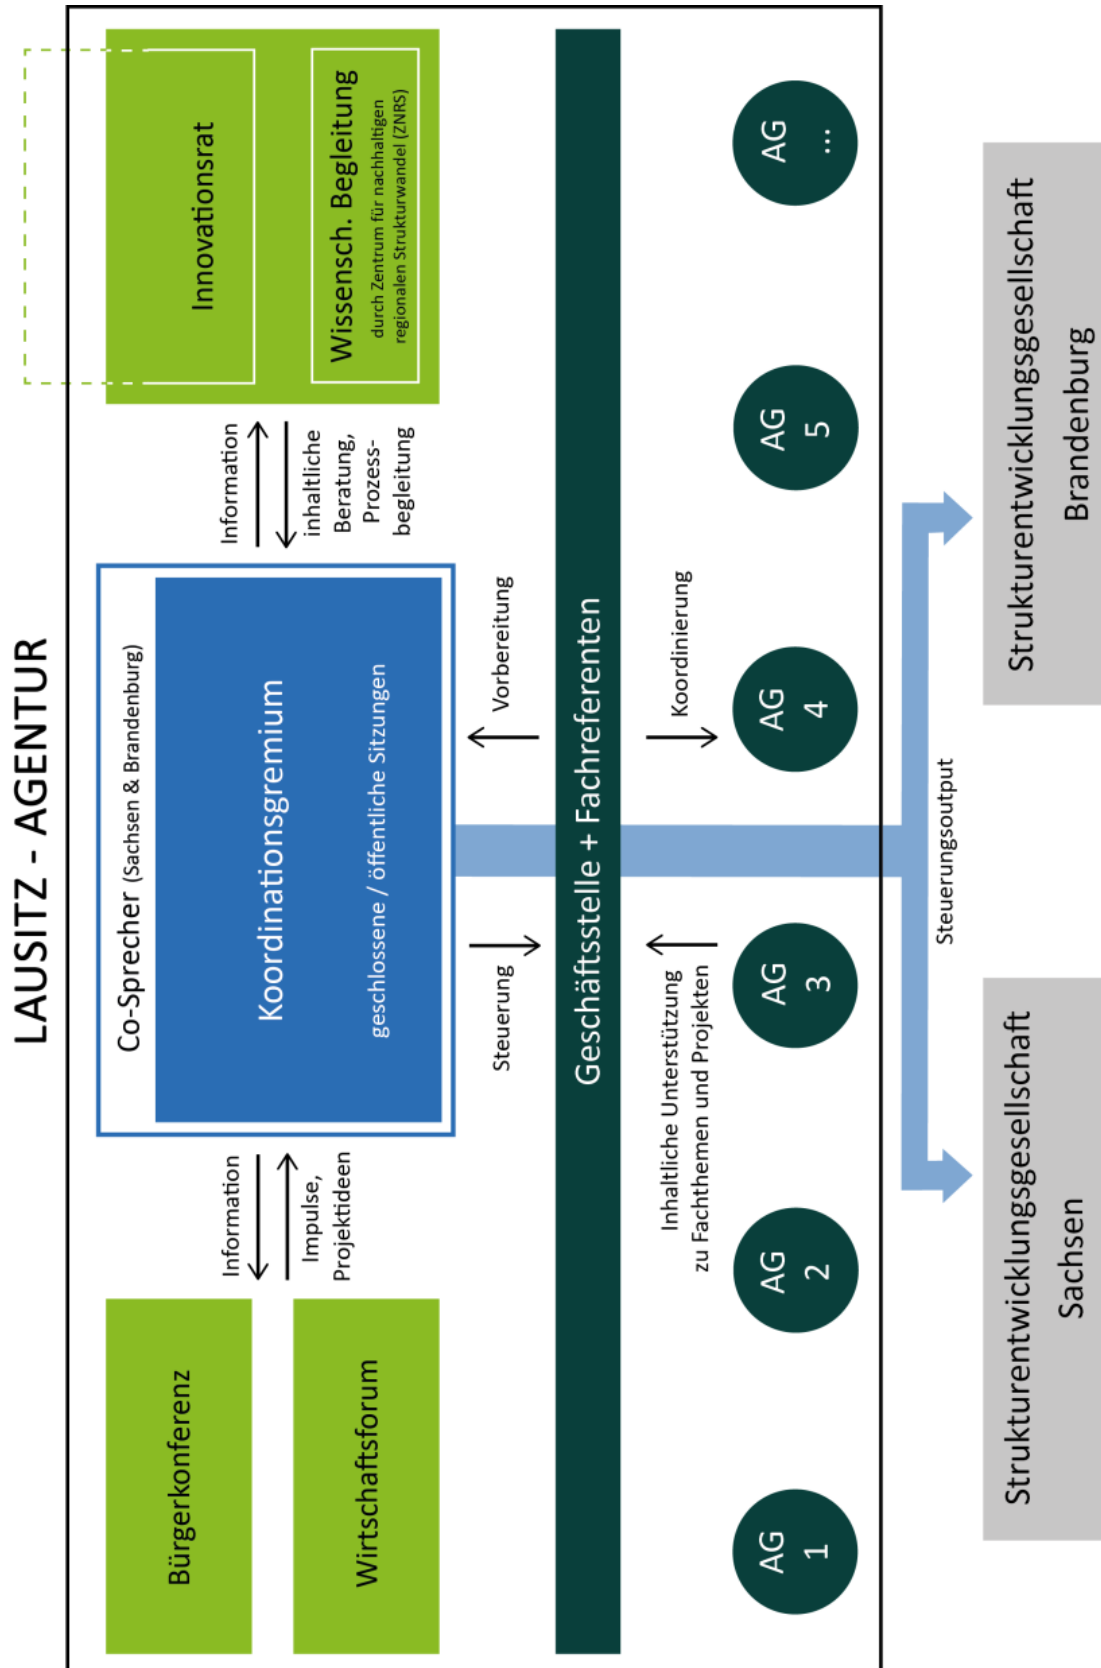 LAUSITZ - AGENTUR
Bürgerkonferenz
Wirtschaftsforum
Information
Impulse,
Projektideen
Co-Sprecher (Sachsen & Brandenburg)
Koordinationsgremium
geschlossene / öffentliche Sitzungen
Information
inhaltliche
Beratung,
Prozess-
begleitung
Innovationsrat
Wissensch. Begleitung
durch Zentrum für nachhaltigen
regionalen Strukturwandel (ZNRS)
Steuerung
Vorbereitung
Geschäftsstelle + Fachreferenten
Inhaltliche Unterstützung
zu Fachthemen und Projekten
Koordinierung
AG
1
AG
2
AG
3
AG
4
AG
5
AG
...
Steuerungsoutput
Strukturentwicklungsgesellschaft
Sachsen
Strukturentwicklungsgesellschaft
Brandenburg